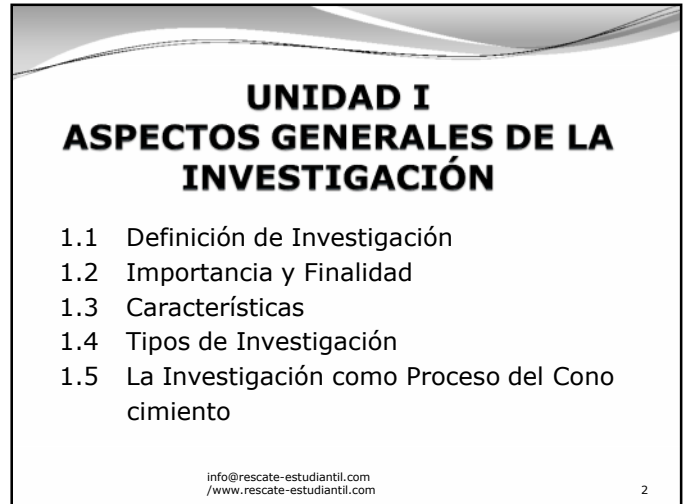 UNIDAD I
ASPECTOS GENERALES DE LA
INVESTIGACIÓN
1.1 Definición de Investigación
1.2 Importancia y Finalidad
1.3 Características
1.4 Tipos de Investigación
1.5 La Investigación como Proceso del Cono
cimiento
info@rescate-estudiantil.com
/www.rescate-estudiantil.com
2